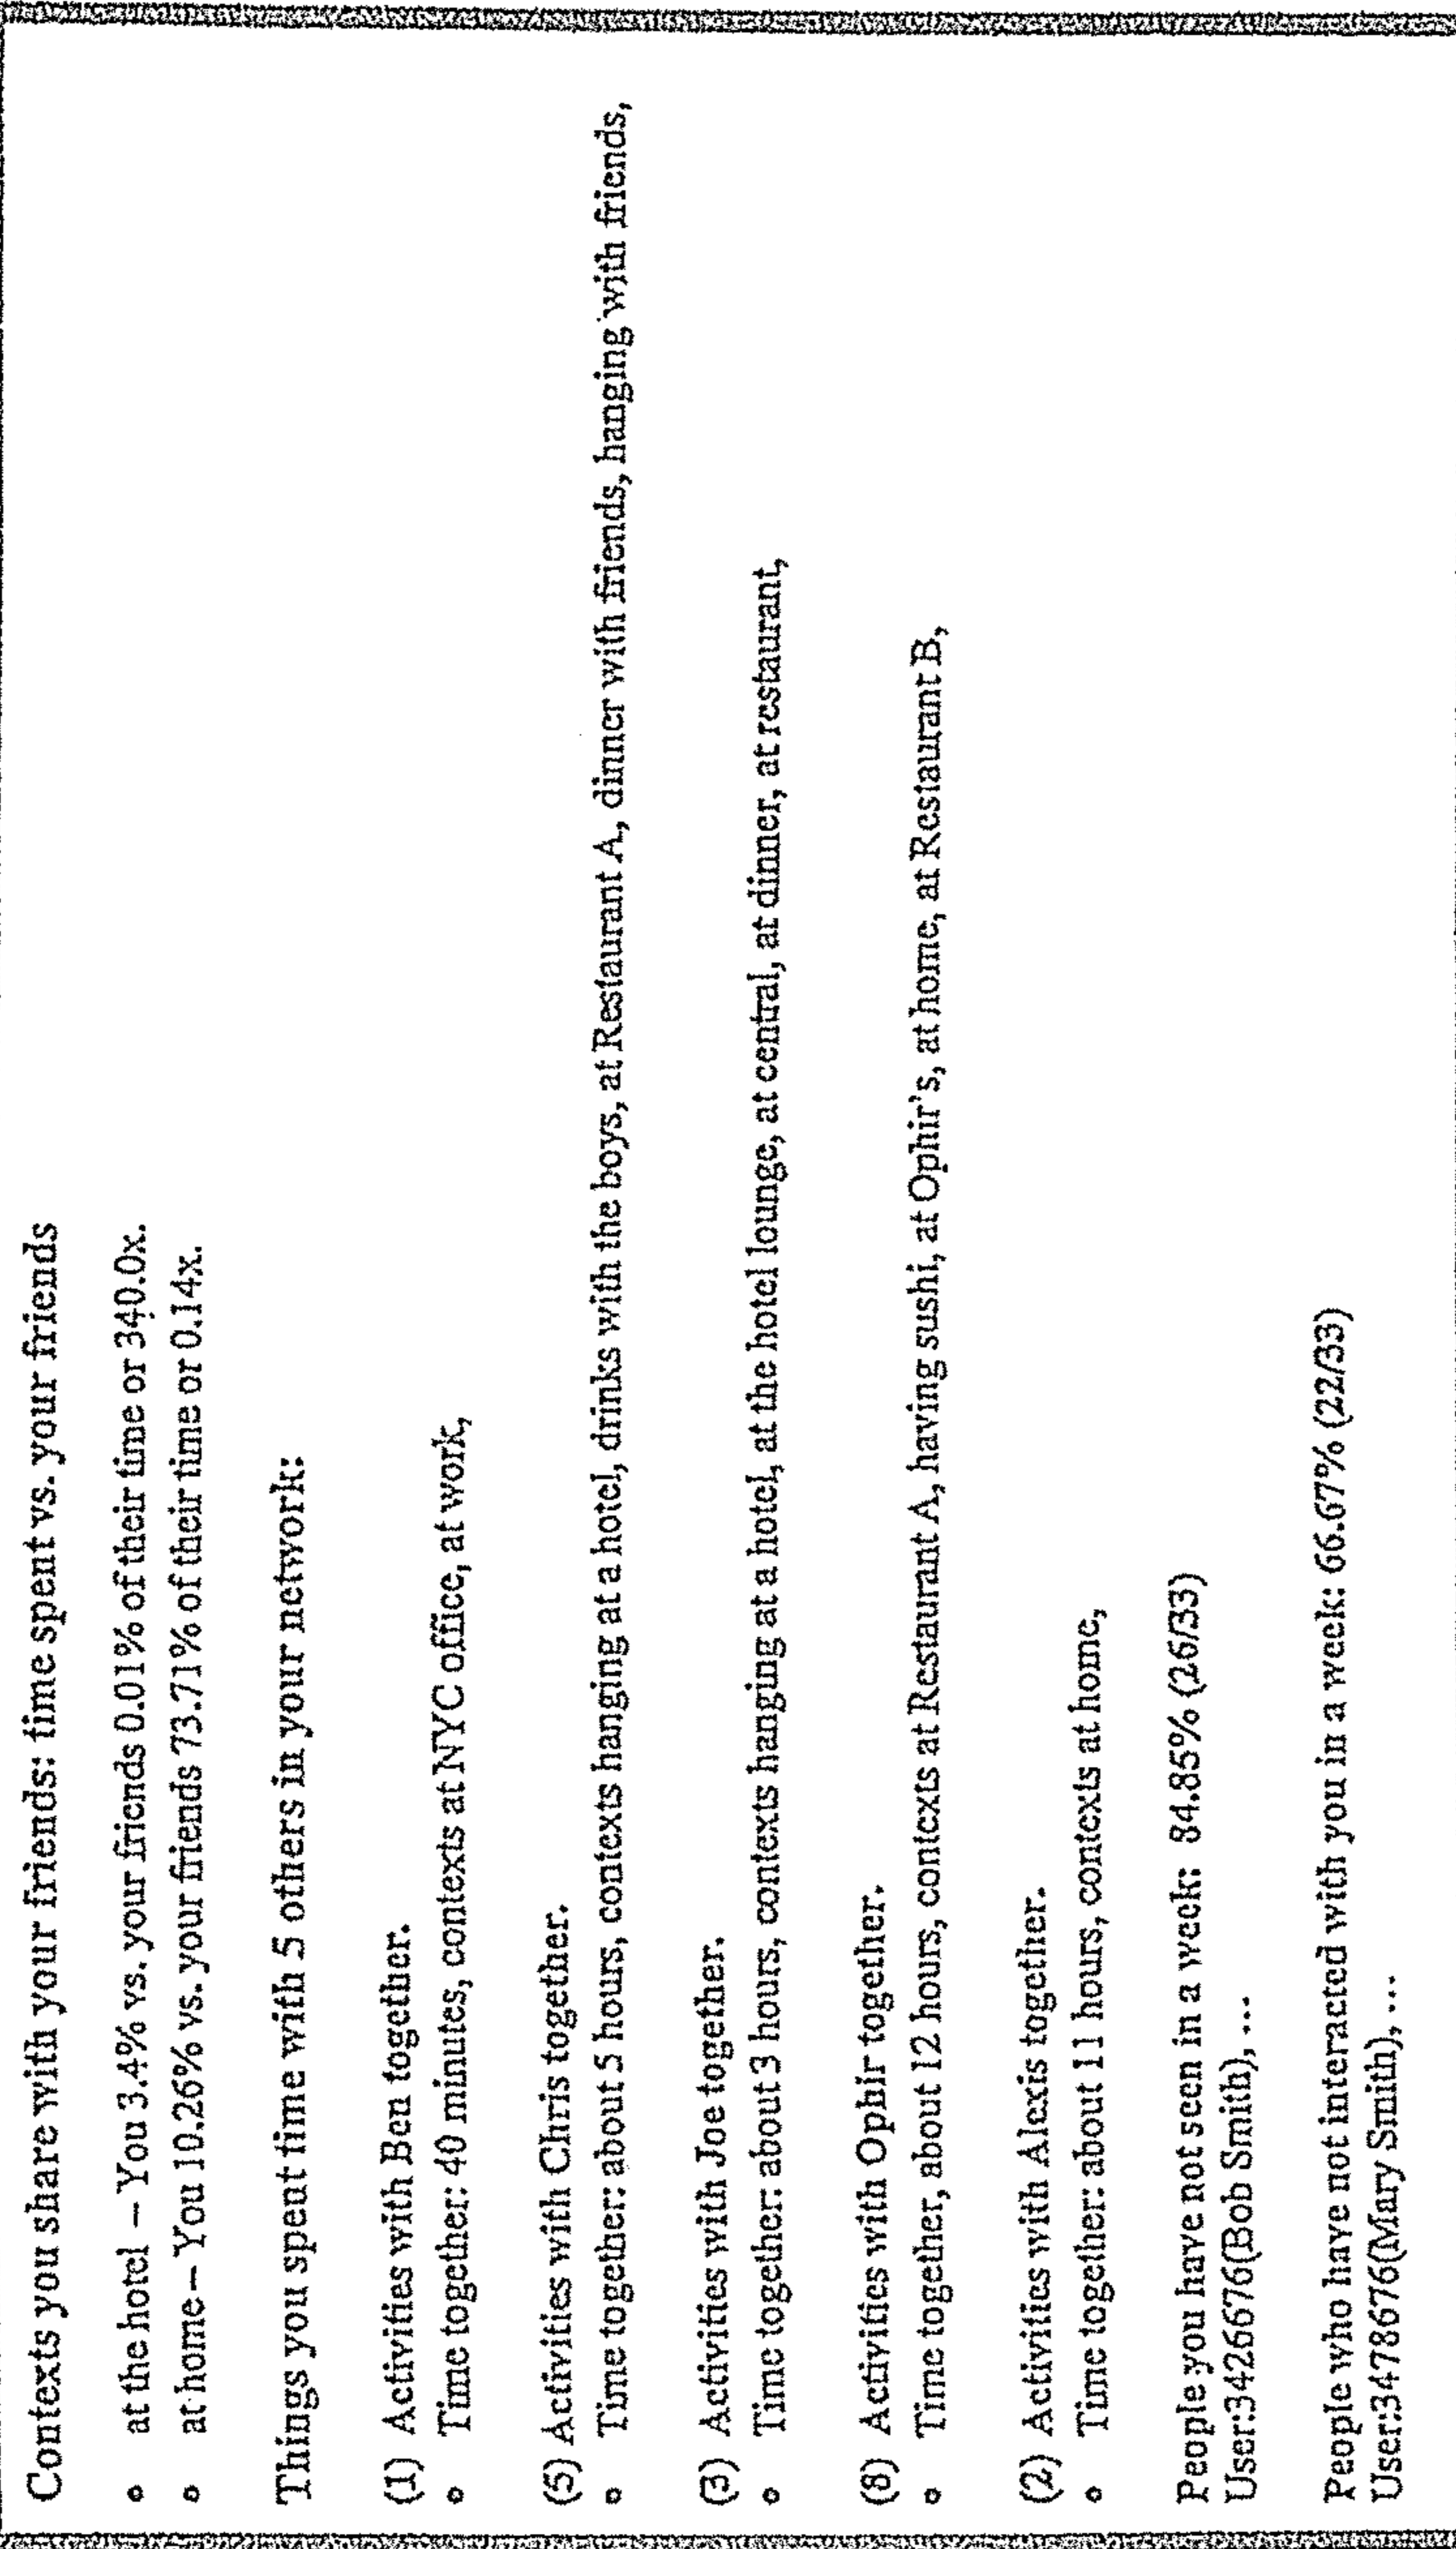 Contexts you share with your friends: time spent vs. your friends
o at the hotel – You 3.4% vs. your friends 0.01% of their time or 340.0x.
o at home – You 10.26% vs. your friends 73.71% of their time or 0.14x.
Things you spent time with 5 others in your network:
(1) Activities with Ben together.
o Time together: 40 minutes, contexts at NYC office, at work,
(5) Activities with Chris together.
o Time together: about 5 hours, contexts hanging at a hotel, drinks with the boys, at Restaurant A, dinner with friends, hanging with friends,
(3) Activities with Joe together.
o Time together: about 3 hours, contexts hanging at a hotel, at the hotel lounge, at central, at dinner, at restaurant,
(8) Activities with Ophir together.
o Time together, about 12 hours, contexts at Restaurant A, having sushi, at Ophir's, at home, at Restaurant B,
(2) Activities with Alexis together.
o Time together: about 11 hours, contexts at home,
People you have not seen in a week: 84.85% (26/33)
User:3426676(Bob Smith), ...
People who have not interacted with you in a week: 66.67% (22/33)
User:3478676(Mary Smith), ...